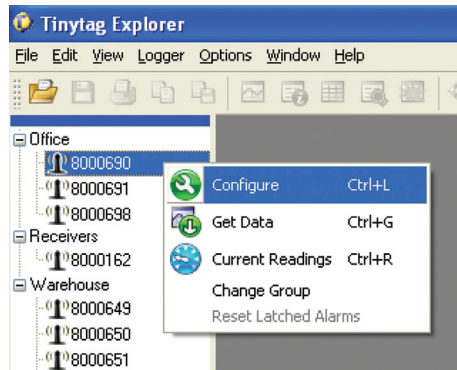 Tinytag Explorer
File Edit View Logger Options Window Help
Office
8000690
8000691
8000698
Receivers
8000162
Warehouse
8000649
8000650
8000651
Configure Ctrl+L
Get Data Ctrl+G
Current Readings Ctrl+R
Change Group
Reset Latched Alarms